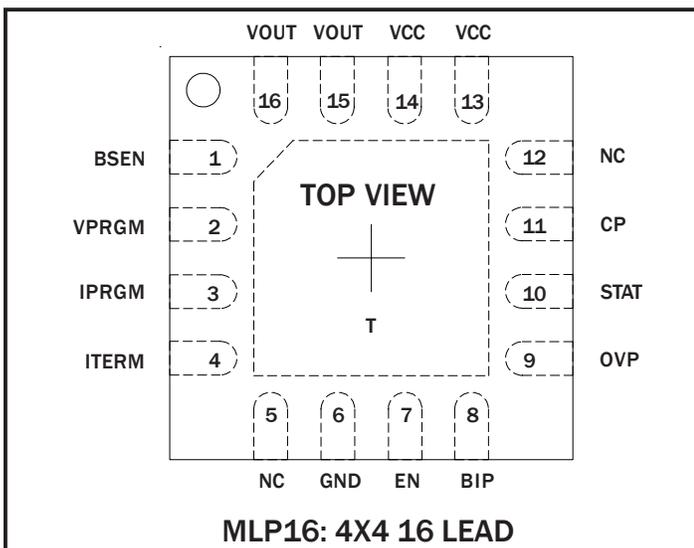 VOUT VOUT VCC VCC
16 15 14 13
BSEN 1 12 NC
TOP VIEW
VPRGM 2 11 CP
IPRGM 3 10 STAT
T
ITERM 4 9 OVP
5 6 7 8
NC GND EN BIP
MLP16: 4X4 16 LEAD